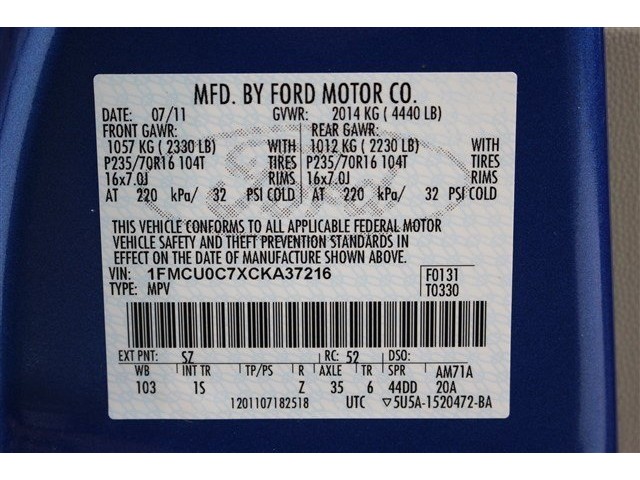 MFD. BY FORD MOTOR CO.
DATE: 07/11 GVWR: 2014 KG ( 4440 LB)
FRONT GAWR: REAR GAWR:
1057 KG ( 2330 LB) WITH 1012 KG ( 2230 LB) WITH
P235/70R16 104T TIRES P235/70R16 104T TIRES
16x7.0J RIMS 16x7.0J RIMS
AT 220 kPa/ 32 PSI COLD AT 220 kPa/ 32 PSI COLD
THIS VEHICLE CONFORMS TO ALL APPLICABLE FEDERAL MOTOR
VEHICLE SAFETY AND THEFT PREVENTION STANDARDS IN
EFFECT ON THE DATE OF MANUFACTURE SHOWN ABOVE.
VIN: 1FMCU0C7XCKA37216 F0131
TYPE: MPV T0330
EXT PNT: SZ RC: 52 DSO:
WB INT TR TP/PS R AXLE TR SPR AM71A
103 1S Z 35 6 44DD 20A
1201107182518 UTC ▽5U5A-1520472-BA